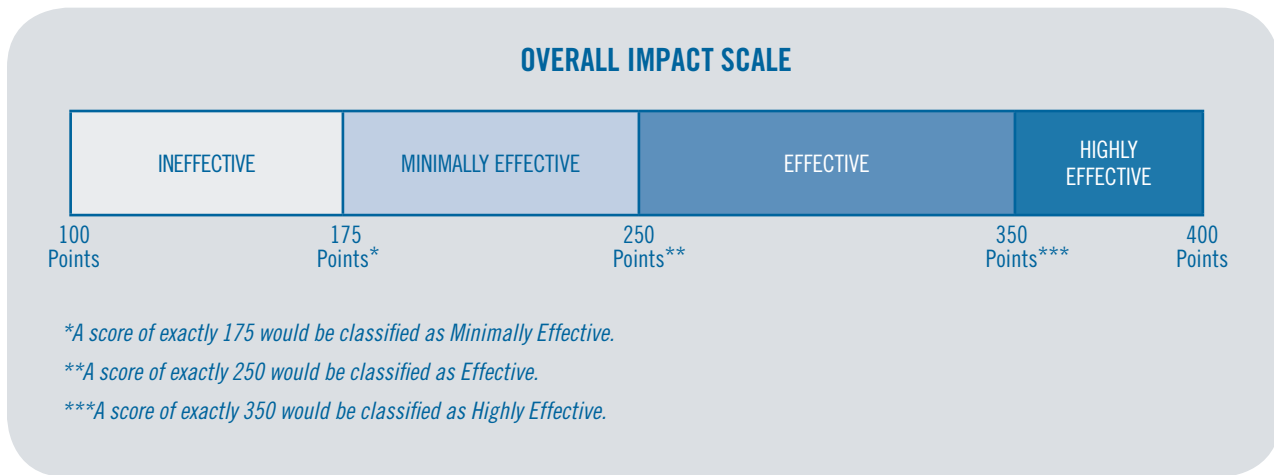 OVERALL IMPACT SCALE
INEFFECTIVE
MINIMALLY EFFECTIVE
EFFECTIVE
HIGHLY
EFFECTIVE
100
Points
175
Points*
250
Points**
350
Points***
400
Points
*A score of exactly 175 would be classified as Minimally Effective.
**A score of exactly 250 would be classified as Effective.
***A score of exactly 350 would be classified as Highly Effective.